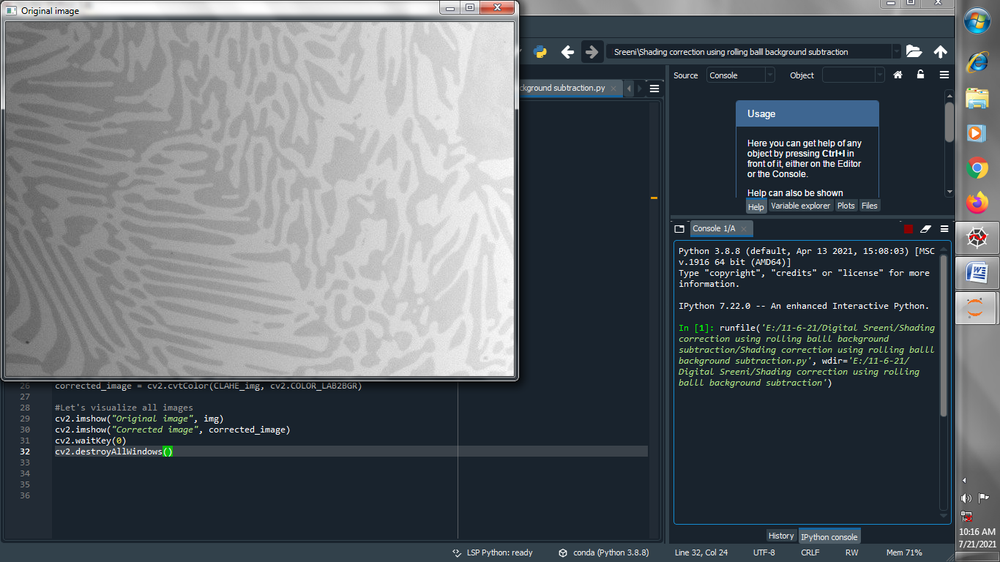 Original image
Sreeni\Shading correction using rolling balll background subtraction
ckground subtraction.py
Source Console Object
Usage
Here you can get help of any
object by pressing Ctrl+I in
front of it, either on the Editor
or the Console.
Help can also be shown
Help Variable explorer Plots Files
Console 1/A
Python 3.8.8 (default, Apr 13 2021, 15:08:03) [MSC
v.1916 64 bit (AMD64)]
Type "copyright", "credits" or "license" for more
information.
IPython 7.22.0 -- An enhanced Interactive Python.
In [1]: runfile('E:/11-6-21/Digital Sreeni/Shading
correction using rolling balll background
subtraction/Shading correction using rolling balll
background subtraction.py', wdir='E:/11-6-21/
Digital Sreeni/Shading correction using rolling
balll background subtraction')
26 corrected_image = cv2.cvtColor(CLAHE_img, cv2.COLOR_LAB2BGR)
27
28 #Let's visualize all images
29 cv2.imshow("Original image", img)
30 cv2.imshow("Corrected image", corrected_image)
31 cv2.waitKey(0)
32 cv2.destroyAllWindows()
33
34
35
36
History IPython console
LSP Python: ready conda (Python 3.8.8) Line 32, Col 24 UTF-8 CRLF RW Mem 71%
10:16 AM
7/21/2021